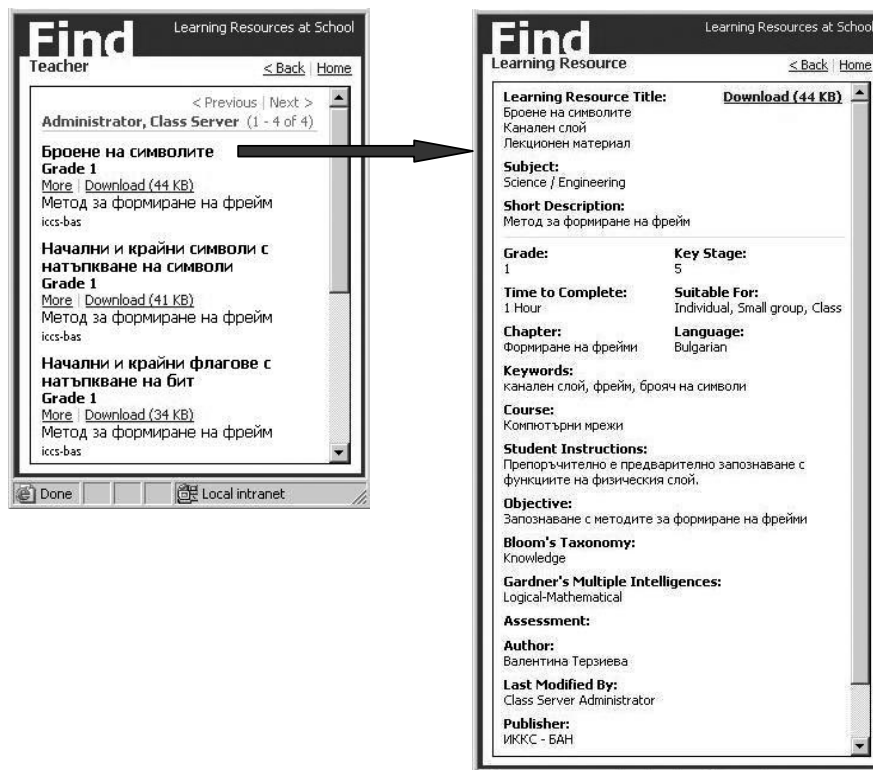 Find
Learning Resources at School
Teacher
< Back | Home
< Previous | Next >
Administrator, Class Server (1 - 4 of 4)
Броене на символите
Grade 1
More | Download (44 KB)
Метод за формиране на фрейм
iccs-bas
Начални и крайни символи с
натъпкване на символи
Grade 1
More | Download (41 KB)
Метод за формиране на фрейм
iccs-bas
Начални и крайни флагове с
натъпкване на бит
Grade 1
More | Download (34 KB)
Метод за формиране на фрейм
iccs-bas
Done
Local intranet
Find
Learning Resources at School
Learning Resource
< Back | Home
Learning Resource Title: Download (44 KB)
Броене на символите
Канален слой
Лекционен материал
Subject:
Science / Engineering
Short Description:
Метод за формиране на фрейм
Grade: Key Stage:
1 5
Time to Complete: Suitable For:
1 Hour Individual, Small group, Class
Chapter: Language:
Формиране на фрейми Bulgarian
Keywords:
канален слой, фрейм, брояч на символи
Course:
Компютърни мрежи
Student Instructions:
Препоръчително е предварително запознаване с
функциите на физическия слой.
Objective:
Запознаване с методите за формиране на фрейми
Bloom's Taxonomy:
Knowledge
Gardner's Multiple Intelligences:
Logical-Mathematical
Assessment:
Author:
Валентина Терзиева
Last Modified By:
Class Server Administrator
Publisher:
ИККС - БАН